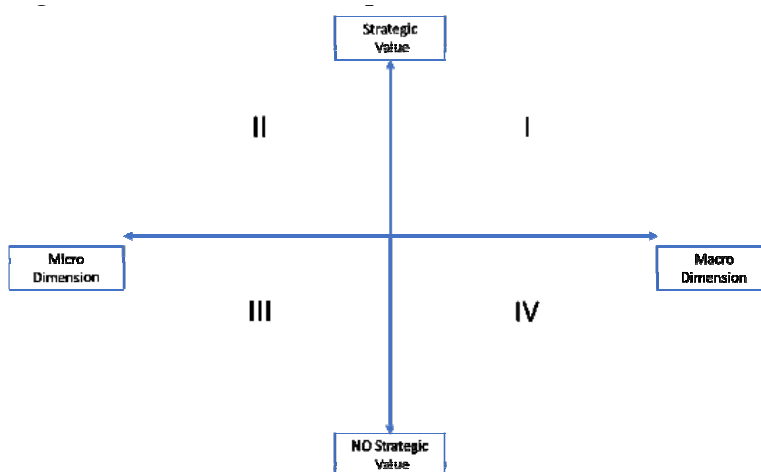 Strategic
Value
II
I
Micro
Dimension
Macro
Dimension
III
IV
NO Strategic
Value